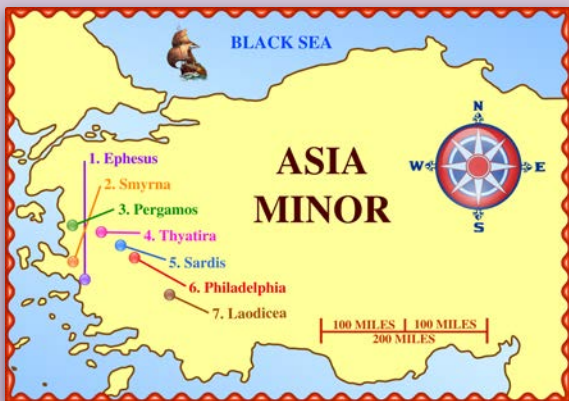 BLACK SEA
N
W E
S
ASIA
MINOR
1. Ephesus
2. Smyrna
3. Pergamos
4. Thyatira
5. Sardis
6. Philadelphia
7. Laodicea
100 MILES 100 MILES
200 MILES